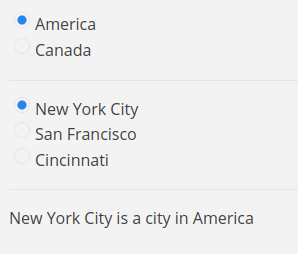 America
Canada
New York City
San Francisco
Cincinnati
New York City is a city in America